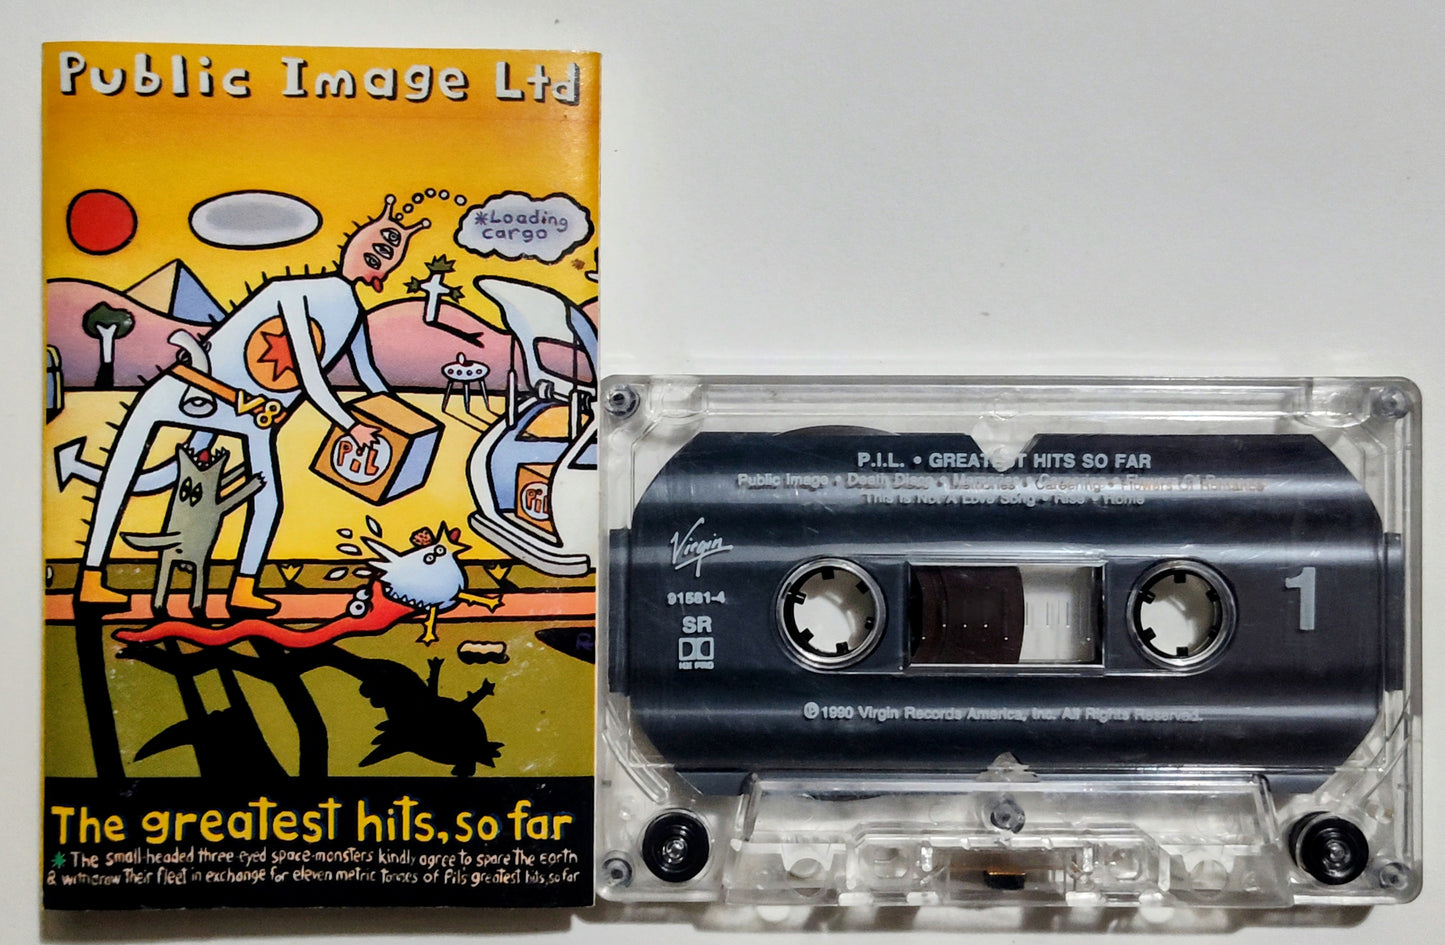 Public Image Ltd
*Loading
cargo
V8
PiL
PiL
The greatest hits, so far
* The small-headed three eyed space-monsters kindly agree to spare the Earth
& withdraw their fleet in exchange for eleven metric tonnes of PiL's greatest hits, so far
P.I.L. • GREATEST HITS SO FAR
Public Image • Death Disco • Memories • Careering • Flowers Of Romance
This Is Not A Love Song • Rise • Home
Virgin
91581-4
SR
HX PRO
1
℗1990 Virgin Records America, Inc. All Rights Reserved.